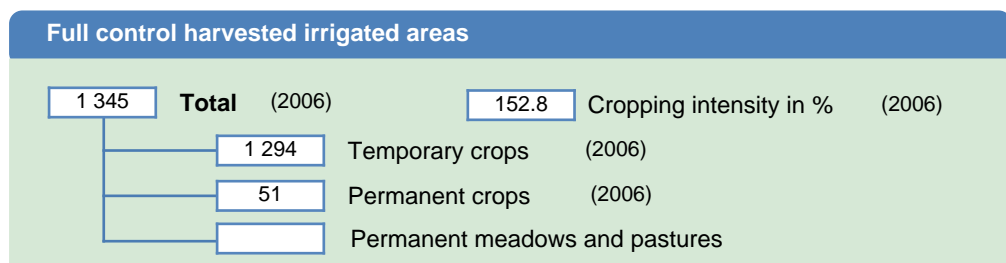 Full control harvested irrigated areas
1 345 Total (2006) 152.8 Cropping intensity in % (2006)
1 294 Temporary crops (2006)
51 Permanent crops (2006)
Permanent meadows and pastures